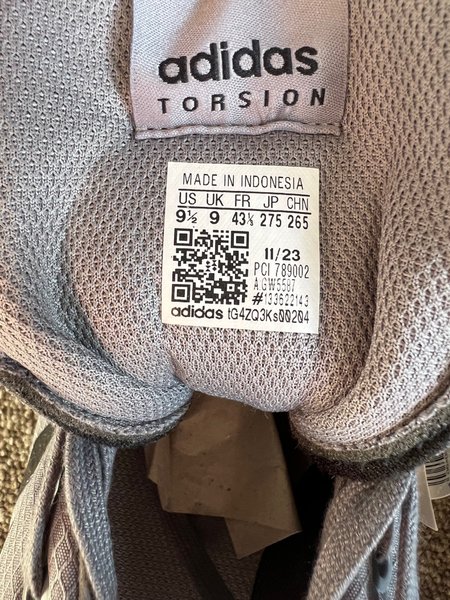 adidas
TORSION
MADE IN INDONESIA
US UK FR JP CHN
9½ 9 43⅓ 275 265
11/23
PCI 789002
A GW5587
#133622143
adidas tG4ZQ3Ks00204